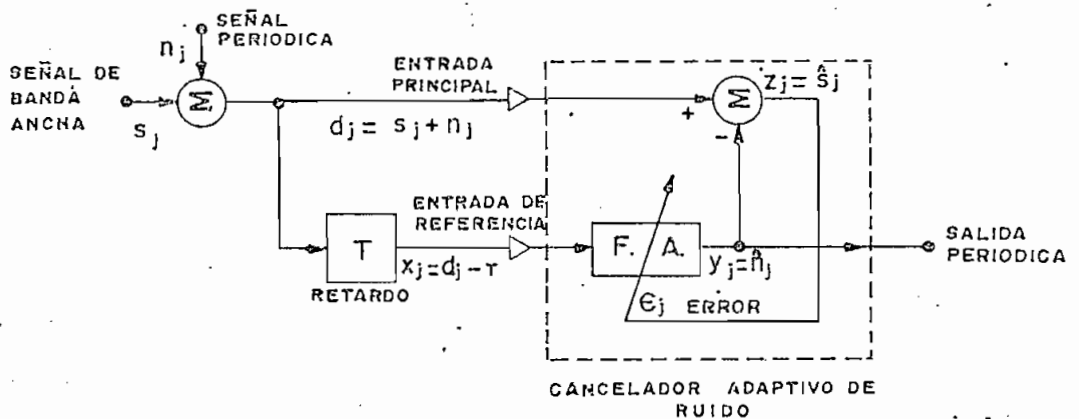 SEÑAL
PERIODICA
n j
SEÑAL DE
BANDA
ANCHA
s j
Σ
ENTRADA
PRINCIPAL
d j = s j + n j
+
-
Σ
z j = ŝ j
T
RETARDO
ENTRADA DE
REFERENCIA
x j = d j - τ
F. A.
y j = n̂ j
ϵ j ERROR
SALIDA
PERIODICA
CANCELADOR ADAPTIVO DE
RUIDO